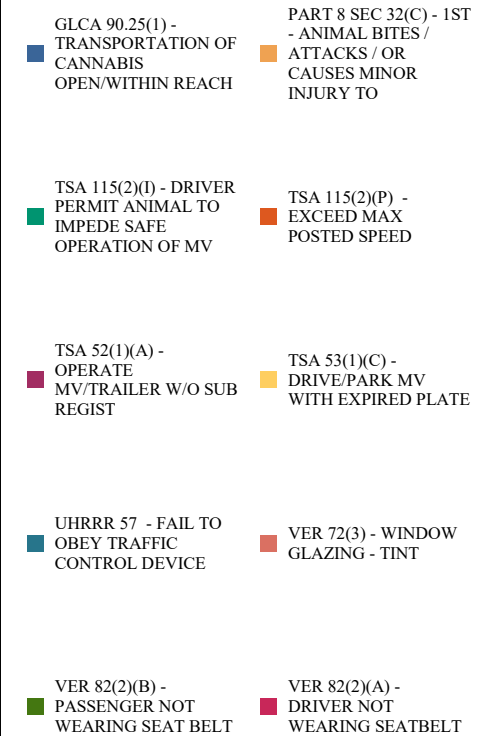 GLCA 90.25(1) -
TRANSPORTATION OF
CANNABIS
OPEN/WITHIN REACH
PART 8 SEC 32(C) - 1ST
- ANIMAL BITES /
ATTACKS / OR
CAUSES MINOR
INJURY TO
TSA 115(2)(I) - DRIVER
PERMIT ANIMAL TO
IMPEDE SAFE
OPERATION OF MV
TSA 115(2)(P) -
EXCEED MAX
POSTED SPEED
TSA 52(1)(A) -
OPERATE
MV/TRAILER W/O SUB
REGIST
TSA 53(1)(C) -
DRIVE/PARK MV
WITH EXPIRED PLATE
UHRRR 57 - FAIL TO
OBEY TRAFFIC
CONTROL DEVICE
VER 72(3) - WINDOW
GLAZING - TINT
VER 82(2)(B) -
PASSENGER NOT
WEARING SEAT BELT
VER 82(2)(A) -
DRIVER NOT
WEARING SEATBELT